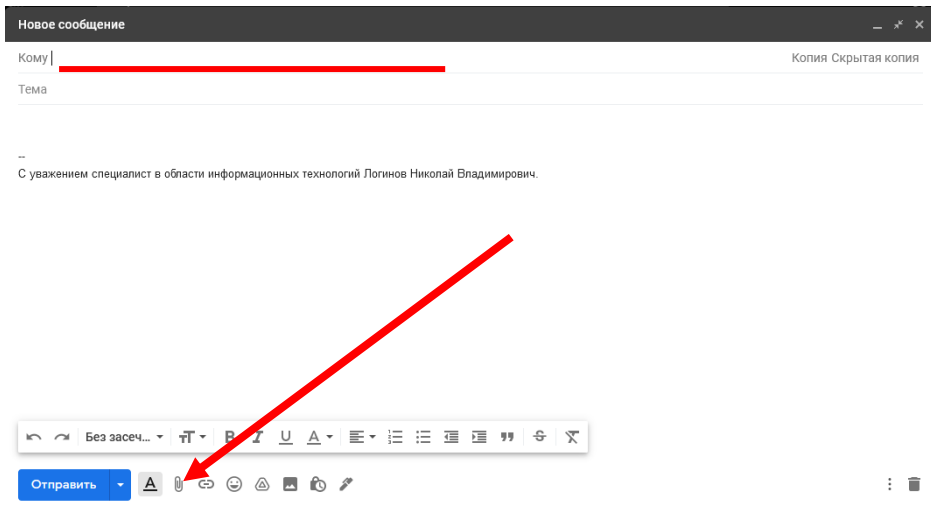 Новое сообщение
Кому
Копия Скрытая копия
Тема
--
С уважением специалист в области информационных технологий Логинов Николай Владимирович.
Без засеч...
Отправить